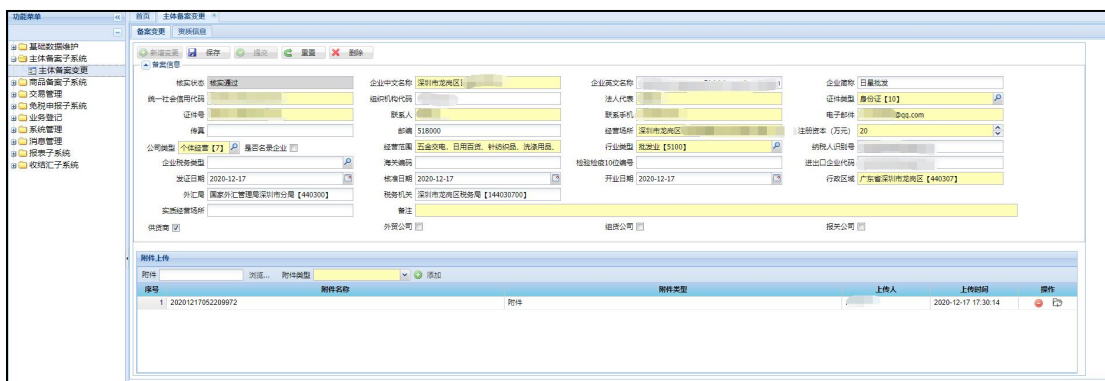 功能菜单
首页 主体备案变更
备案变更 资质信息
基础数据维护
主体备案子系统
主体备案变更
商品备案子系统
交易管理
免税申报子系统
业务登记
系统管理
消息管理
报表子系统
收结汇子系统
新增变更 保存 提交 重置 删除
备案信息
核实状态 核实通过 企业中文名称 深圳市龙岗区 企业英文名称 企业简称 日星批发
统一社会信用代码 组织机构代码 法人代表 证件类型 身份证【10】
证件号 联系人 联系手机 电子邮件 @qq.com
传真 邮编 518000 经营场所 深圳市龙岗区 注册资本（万元） 20
公司类型 个体经营【7】 是否名录企业 经营范围 五金交电、日用百货、针纺织品、洗涤用品、 行业类型 批发业【5100】 纳税人识别号
企业税务类型 海关编码 检验检疫10位编号 进出口企业代码
发证日期 2020-12-17 核准日期 2020-12-17 开业日期 2020-12-17 行政区域 广东省深圳市龙岗区【440307】
外汇局 国家外汇管理局深圳市分局【440300】 税务机关 深圳市龙岗区税务局【144030700】
实质经营场所 备注
供货商 外贸公司 组货公司 报关公司
附件上传
附件 浏览... 附件类型 添加
序号 附件名称 附件类型 上传人 上传时间 操作
1 20201217052209972 附件 2020-12-17 17:30:14